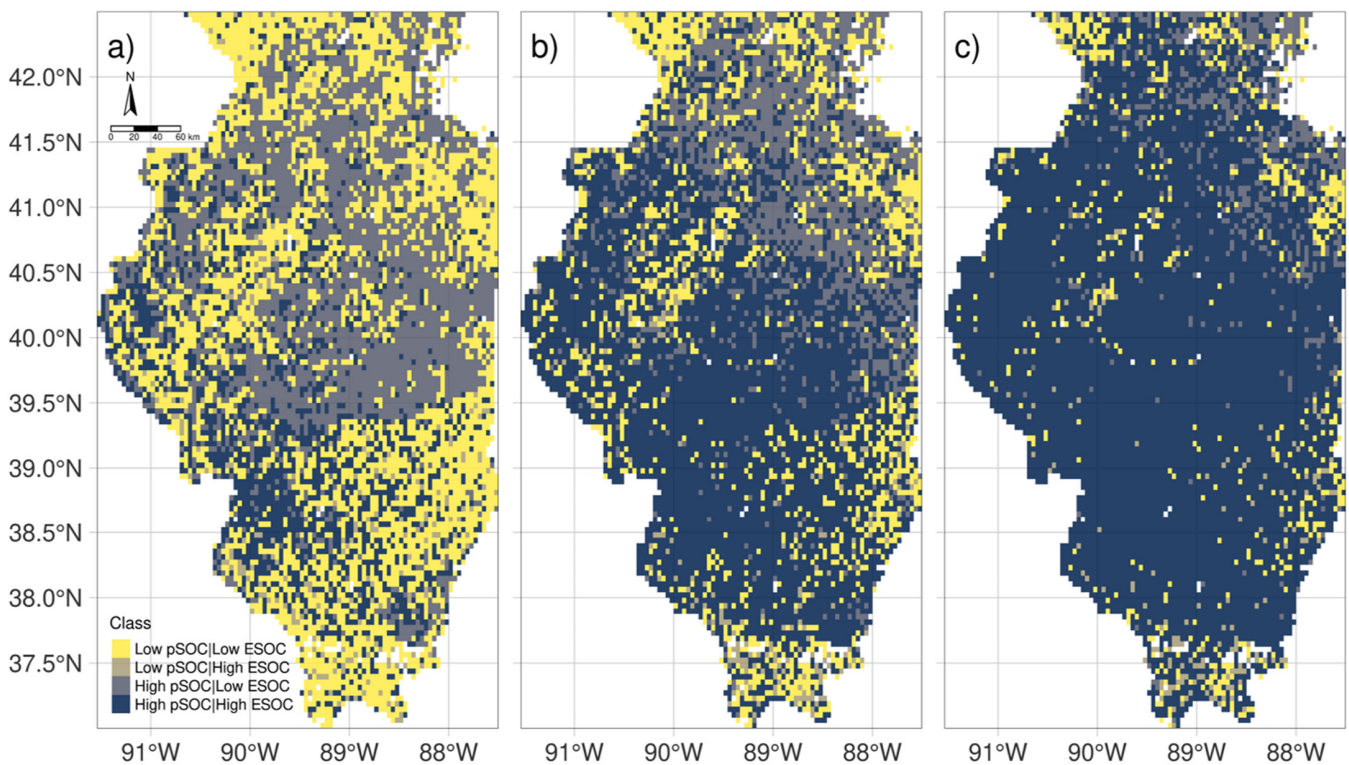 a)
b)
c)
N
0 20 40 60 km
42.0°N
41.5°N
41.0°N
40.5°N
40.0°N
39.5°N
39.0°N
38.5°N
38.0°N
37.5°N
Class
Low pSOC|Low ESOC
Low pSOC|High ESOC
High pSOC|Low ESOC
High pSOC|High ESOC
91°W 90°W 89°W 88°W 91°W 90°W 89°W 88°W 91°W 90°W 89°W 88°W